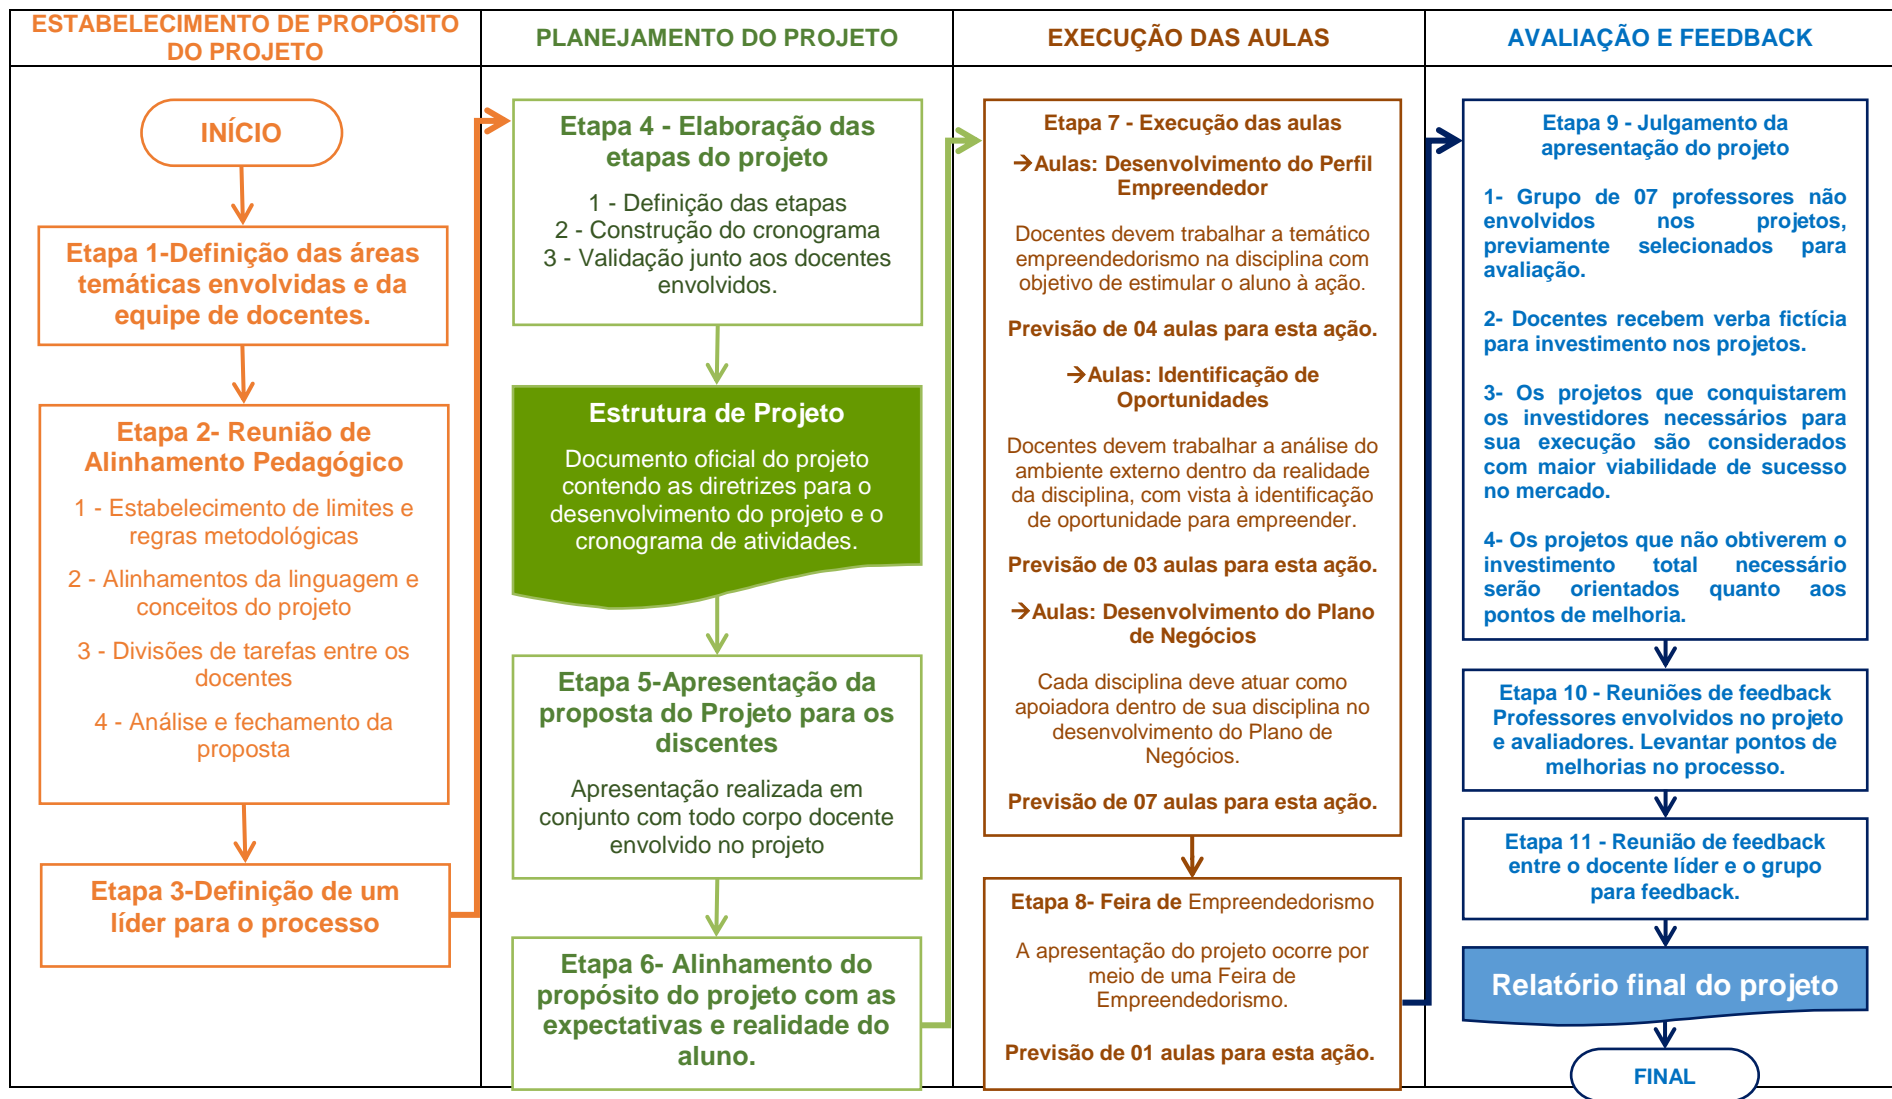 ESTABELECIMENTO DE PROPÓSITO
DO PROJETO
PLANEJAMENTO DO PROJETO
EXECUÇÃO DAS AULAS
AVALIAÇÃO E FEEDBACK
INÍCIO
Etapa 1-Definição das áreas
temáticas envolvidas e da
equipe de docentes.
Etapa 2- Reunião de
Alinhamento Pedagógico
1 - Estabelecimento de limites e
regras metodológicas
2 - Alinhamentos da linguagem e
conceitos do projeto
3 - Divisões de tarefas entre os
docentes
4 - Análise e fechamento da
proposta
Etapa 3-Definição de um
líder para o processo
Etapa 4 - Elaboração das
etapas do projeto
1 - Definição das etapas
2 - Construção do cronograma
3 - Validação junto aos docentes
envolvidos.
Estrutura de Projeto
Documento oficial do projeto
contendo as diretrizes para o
desenvolvimento do projeto e o
cronograma de atividades.
Etapa 5-Apresentação da
proposta do Projeto para os
discentes
Apresentação realizada em
conjunto com todo corpo docente
envolvido no projeto
Etapa 6- Alinhamento do
propósito do projeto com as
expectativas e realidade do
aluno.
Etapa 7 - Execução das aulas
→Aulas: Desenvolvimento do Perfil
Empreendedor
Docentes devem trabalhar a temático
empreendedorismo na disciplina com
objetivo de estimular o aluno à ação.
Previsão de 04 aulas para esta ação.
→Aulas: Identificação de
Oportunidades
Docentes devem trabalhar a análise do
ambiente externo dentro da realidade
da disciplina, com vista à identificação
de oportunidade para empreender.
Previsão de 03 aulas para esta ação.
→Aulas: Desenvolvimento do Plano
de Negócios
Cada disciplina deve atuar como
apoiadora dentro de sua disciplina no
desenvolvimento do Plano de
Negócios.
Previsão de 07 aulas para esta ação.
Etapa 8- Feira de Empreendedorismo
A apresentação do projeto ocorre por
meio de uma Feira de
Empreendedorismo.
Previsão de 01 aulas para esta ação.
Etapa 9 - Julgamento da
apresentação do projeto
1- Grupo de 07 professores não
envolvidos nos projetos,
previamente selecionados para
avaliação.
2- Docentes recebem verba fictícia
para investimento nos projetos.
3- Os projetos que conquistarem
os investidores necessários para
sua execução são considerados
com maior viabilidade de sucesso
no mercado.
4- Os projetos que não obtiverem o
investimento total necessário
serão orientados quanto aos
pontos de melhoria.
Etapa 10 - Reuniões de feedback
Professores envolvidos no projeto
e avaliadores. Levantar pontos de
melhorias no processo.
Etapa 11 - Reunião de feedback
entre o docente líder e o grupo
para feedback.
Relatório final do projeto
FINAL